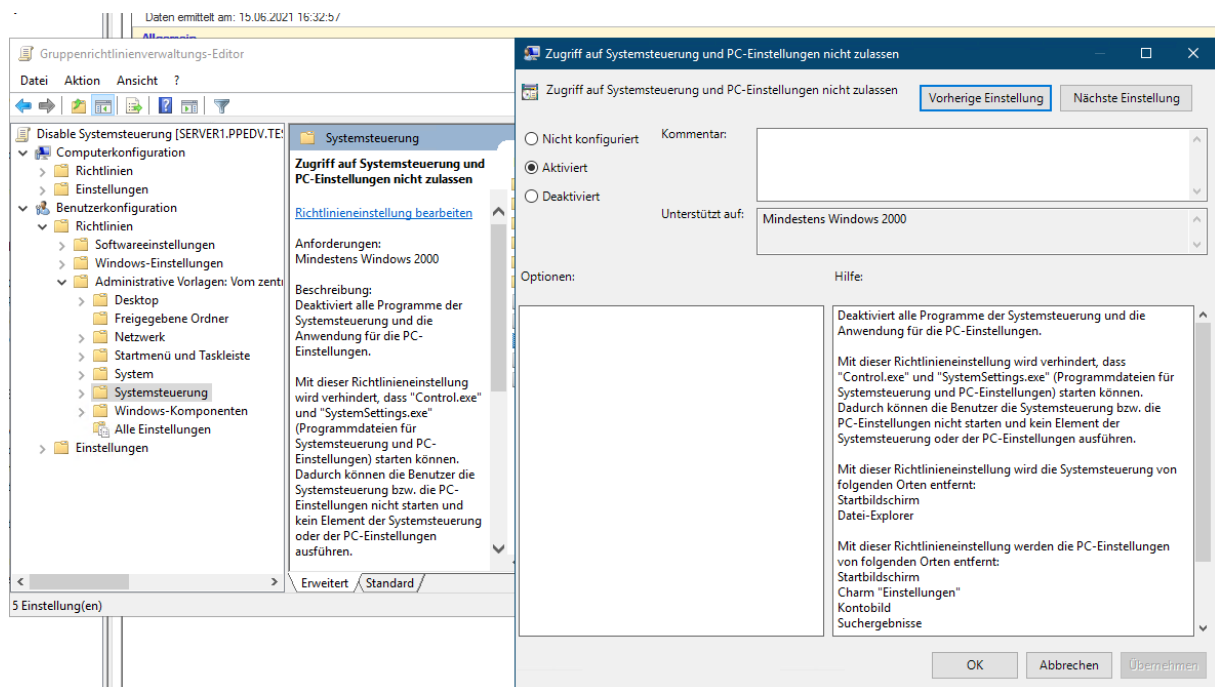 Daten ermittelt am: 15.06.2021 16:32:57
Gruppenrichtlinienverwaltungs-Editor
Datei Aktion Ansicht ?
Disable Systemsteuerung [SERVER1.PPEDV.TE
Computerkonfiguration
Richtlinien
Einstellungen
Benutzerkonfiguration
Richtlinien
Softwareeinstellungen
Windows-Einstellungen
Administrative Vorlagen: Vom zent
Desktop
Freigegebene Ordner
Netzwerk
Startmenü und Taskleiste
System
Systemsteuerung
Windows-Komponenten
Alle Einstellungen
Einstellungen
5 Einstellung(en)
Systemsteuerung
Zugriff auf Systemsteuerung und
PC-Einstellungen nicht zulassen
Richtlinieneinstellung bearbeiten
Anforderungen:
Mindestens Windows 2000
Beschreibung:
Deaktiviert alle Programme der
Systemsteuerung und die
Anwendung für die PC-
Einstellungen.
Mit dieser Richtlinieneinstellung
wird verhindert, dass "Control.exe"
und "SystemSettings.exe"
(Programmdateien für
Systemsteuerung und PC-
Einstellungen) starten können.
Dadurch können die Benutzer die
Systemsteuerung bzw. die PC-
Einstellungen nicht starten und
kein Element der Systemsteuerung
oder der PC-Einstellungen
ausführen.
Erweitert Standard
Zugriff auf Systemsteuerung und PC-Einstellungen nicht zulassen
Zugriff auf Systemsteuerung und PC-Einstellungen nicht zulassen
Vorherige Einstellung Nächste Einstellung
Nicht konfiguriert Kommentar:
Aktiviert
Deaktiviert
Unterstützt auf: Mindestens Windows 2000
Optionen: Hilfe:
Deaktiviert alle Programme der Systemsteuerung und die
Anwendung für die PC-Einstellungen.
Mit dieser Richtlinieneinstellung wird verhindert, dass
"Control.exe" und "SystemSettings.exe" (Programmdateien für
Systemsteuerung und PC-Einstellungen) starten können.
Dadurch können die Benutzer die Systemsteuerung bzw. die
PC-Einstellungen nicht starten und kein Element der
Systemsteuerung oder der PC-Einstellungen ausführen.
Mit dieser Richtlinieneinstellung wird die Systemsteuerung von
folgenden Orten entfernt:
Startbildschirm
Datei-Explorer
Mit dieser Richtlinieneinstellung werden die PC-Einstellungen
von folgenden Orten entfernt:
Startbildschirm
Charm "Einstellungen"
Kontobild
Suchergebnisse
OK Abbrechen Übernehmen